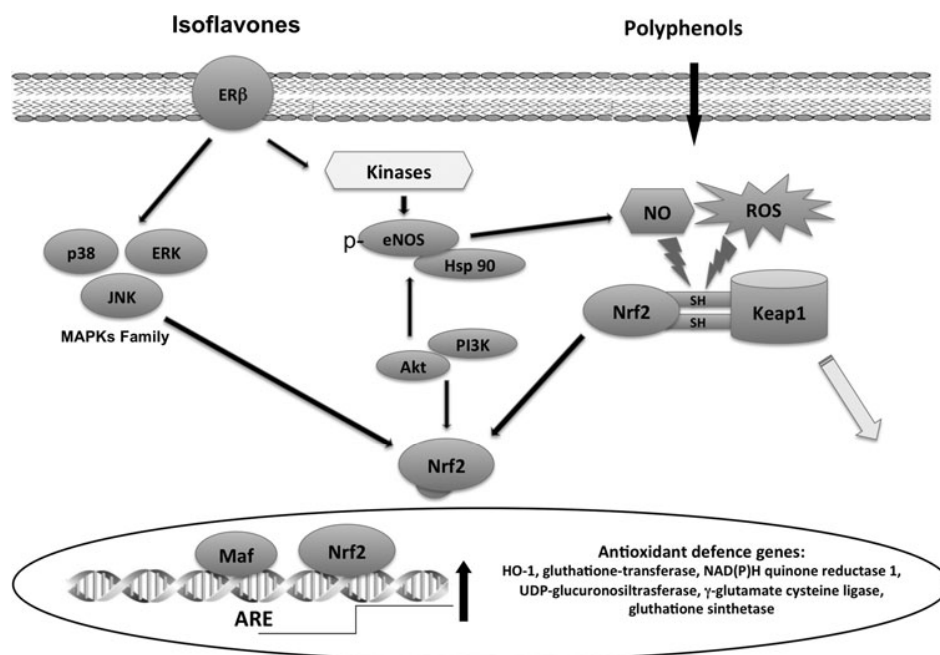 Isoflavones
Polyphenols
ERβ
Kinases
NO
ROS
p-
eNOS
Hsp 90
p38
ERK
JNK
MAPKs Family
Nrf2
SH
SH
Keap1
PI3K
Akt
Nrf2
Maf
Nrf2
ARE
Antioxidant defence genes:
HO-1, gluthatione-transferase, NAD(P)H quinone reductase 1,
UDP-glucuronosiltrasferase, γ-glutamate cysteine ligase,
gluthatione sinthetase